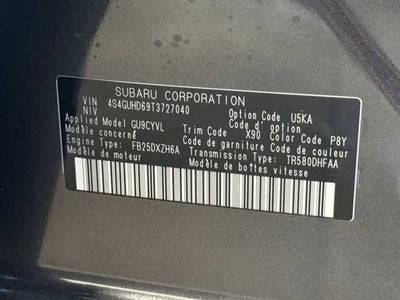 SUBARU CORPORATION
VIN 4S4GUHD69T3727040 Option Code U5KA
NIV Code d' option
Applied Model GU9CYVL Trim Code X90 Color Code P8Y
Modèle concerné Code de garniture Code de couleur
Engine Type: FB25DXZH6A Transmission Type: TR580DHFAA
Modèle du moteur Modèle de boîtes vitesse